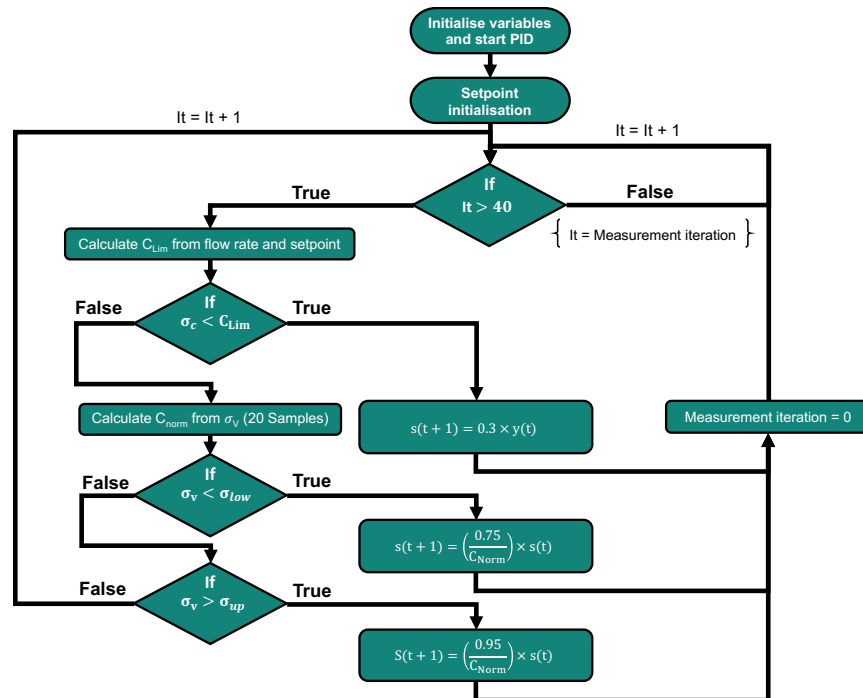 Initialise variables
and start PID
Setpoint
initialisation
It = It + 1
It = It + 1
If
It > 40
True
False
{ It = Measurement iteration }
Calculate C_Lim from flow rate and setpoint
If
σ_c < C_Lim
False
True
Calculate C_norm from σ_V (20 Samples)
s(t + 1) = 0.3 × y(t)
Measurement iteration = 0
If
σ_v < σ_low
False
True
s(t + 1) = (0.75/C_Norm) × s(t)
If
σ_v > σ_up
False
True
S(t + 1) = (0.95/C_Norm) × s(t)